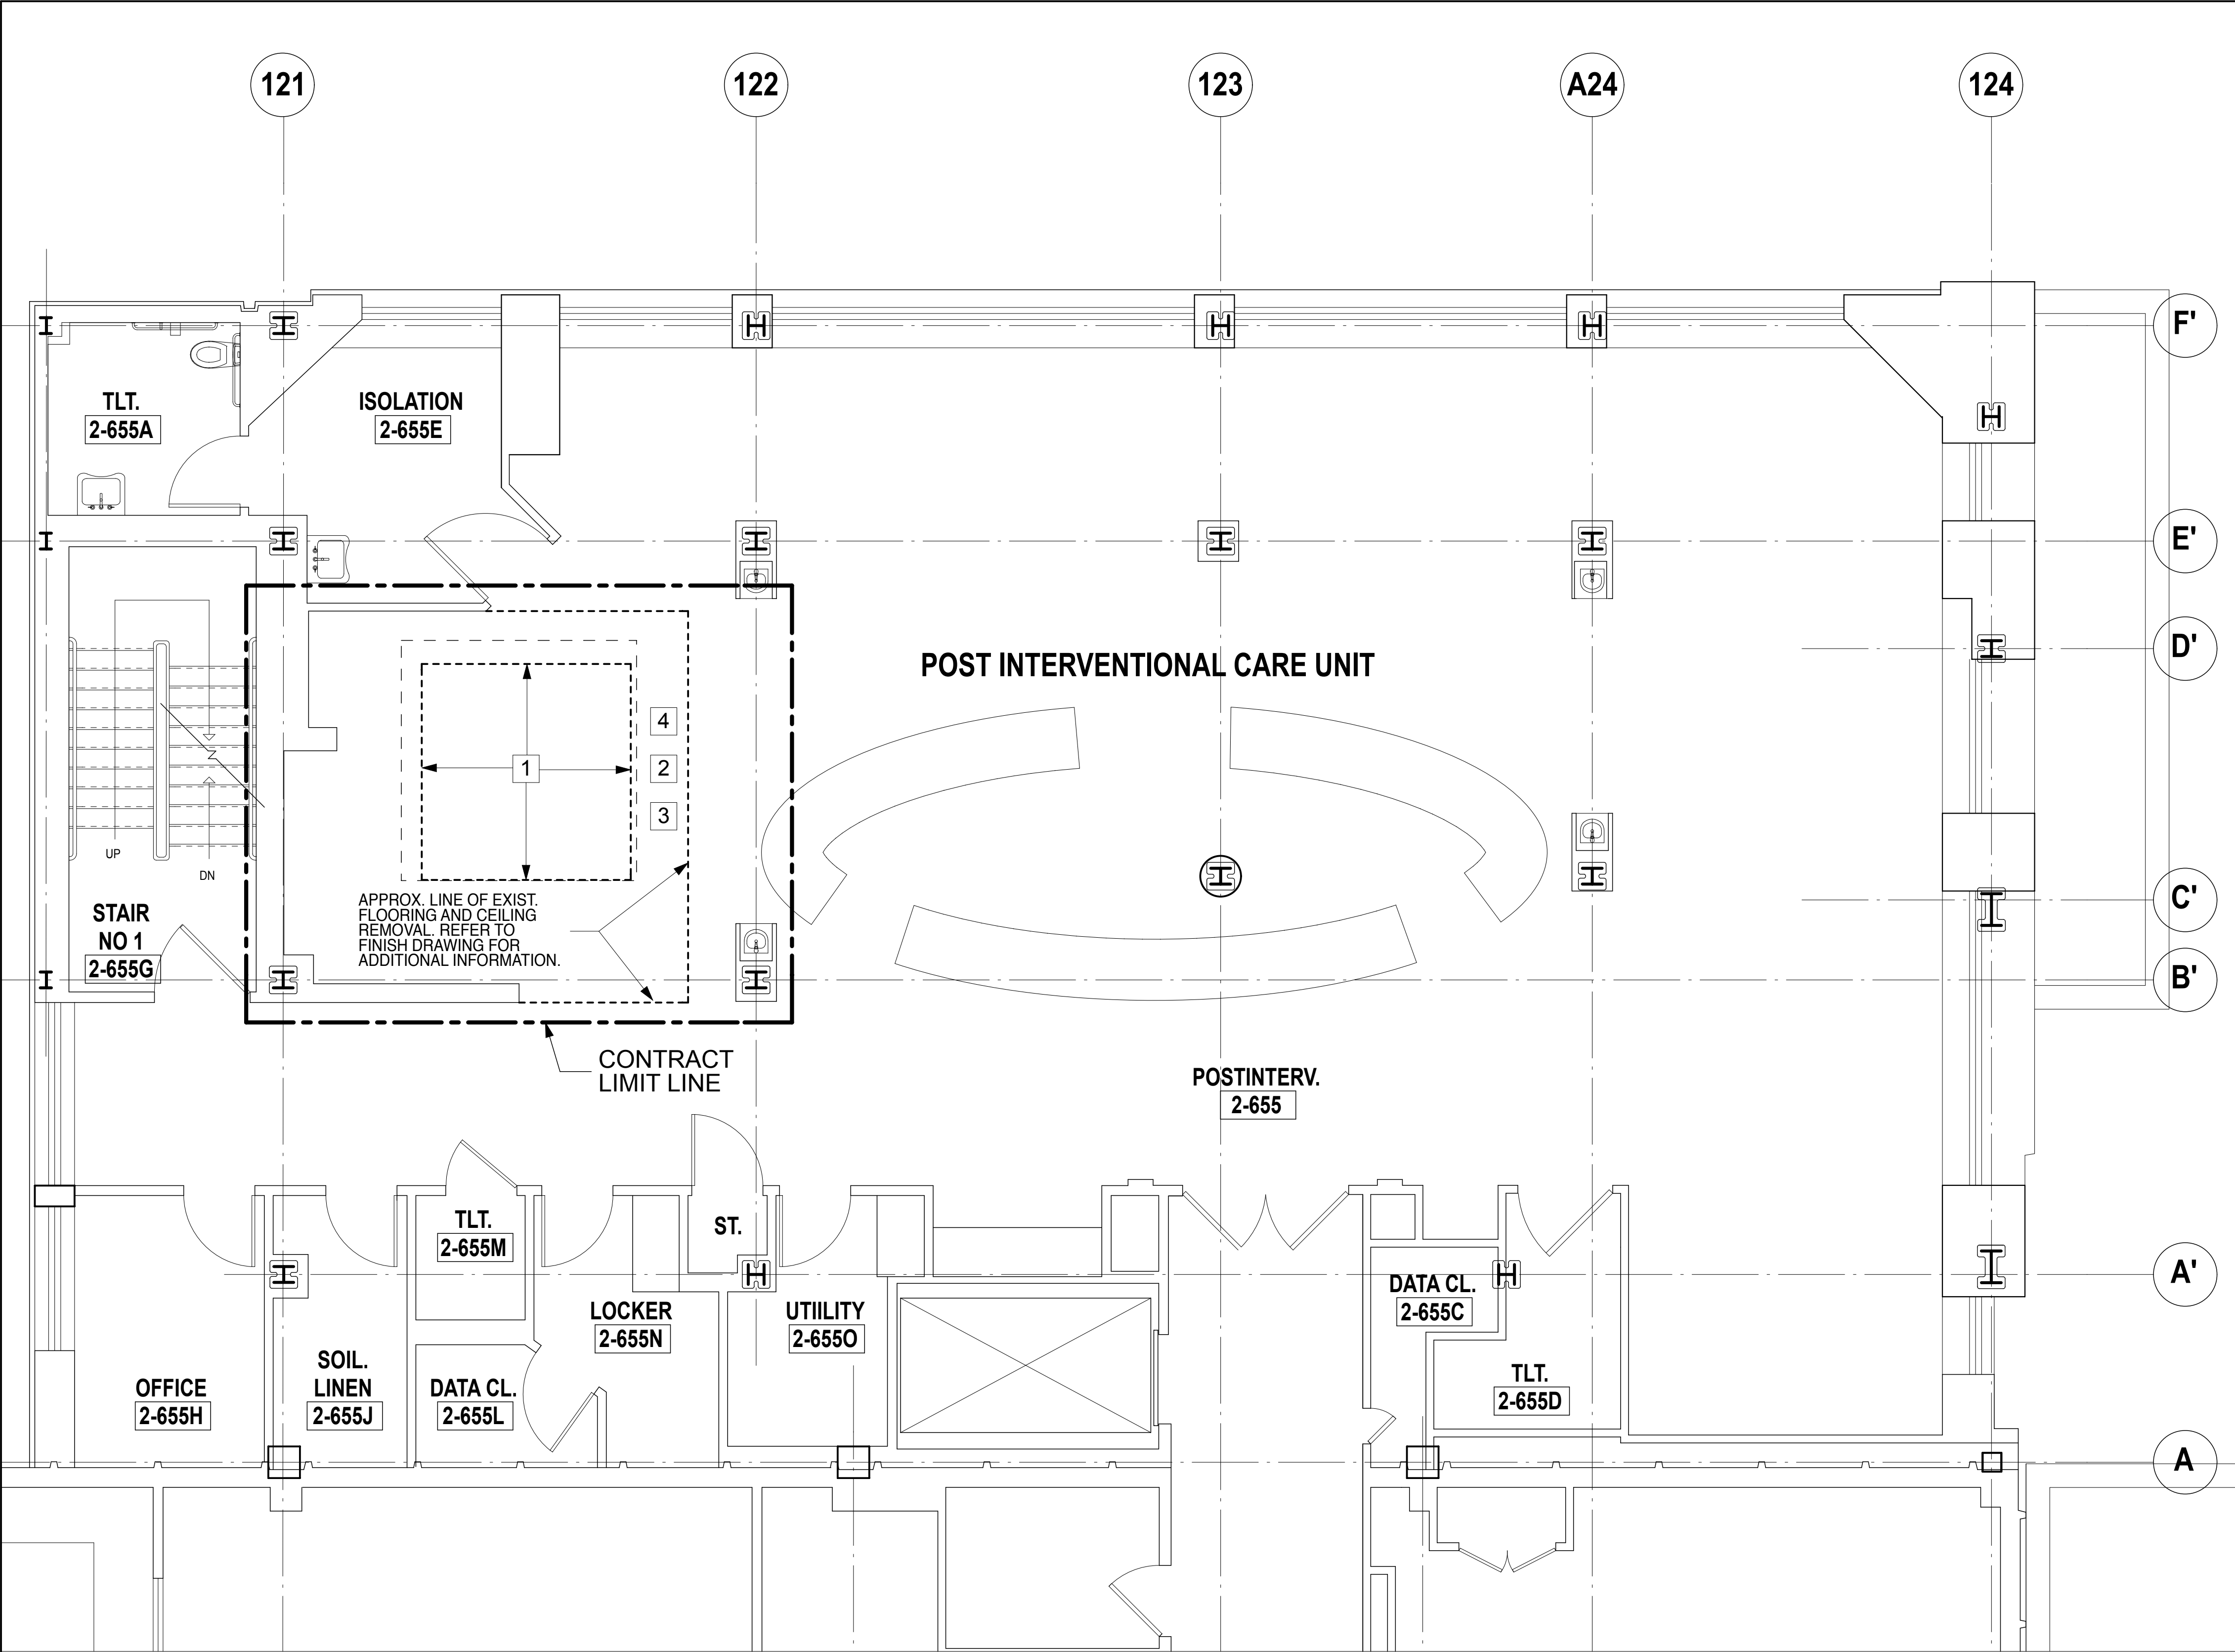 121
122
123
A24
124
F'
TLT.
2-655A
ISOLATION
2-655E
E'
D'
POST INTERVENTIONAL CARE UNIT
4
1
2
3
UP
DN
APPROX. LINE OF EXIST.
FLOORING AND CEILING
REMOVAL. REFER TO
FINISH DRAWING FOR
ADDITIONAL INFORMATION.
C'
STAIR
NO 1
2-655G
B'
CONTRACT
LIMIT LINE
POSTINTERV.
2-655
TLT.
2-655M
ST.
A'
DATA CL.
2-655C
LOCKER
2-655N
UTIILITY
2-655O
SOIL.
LINEN
2-655J
OFFICE
2-655H
DATA CL.
2-655L
TLT.
2-655D
A